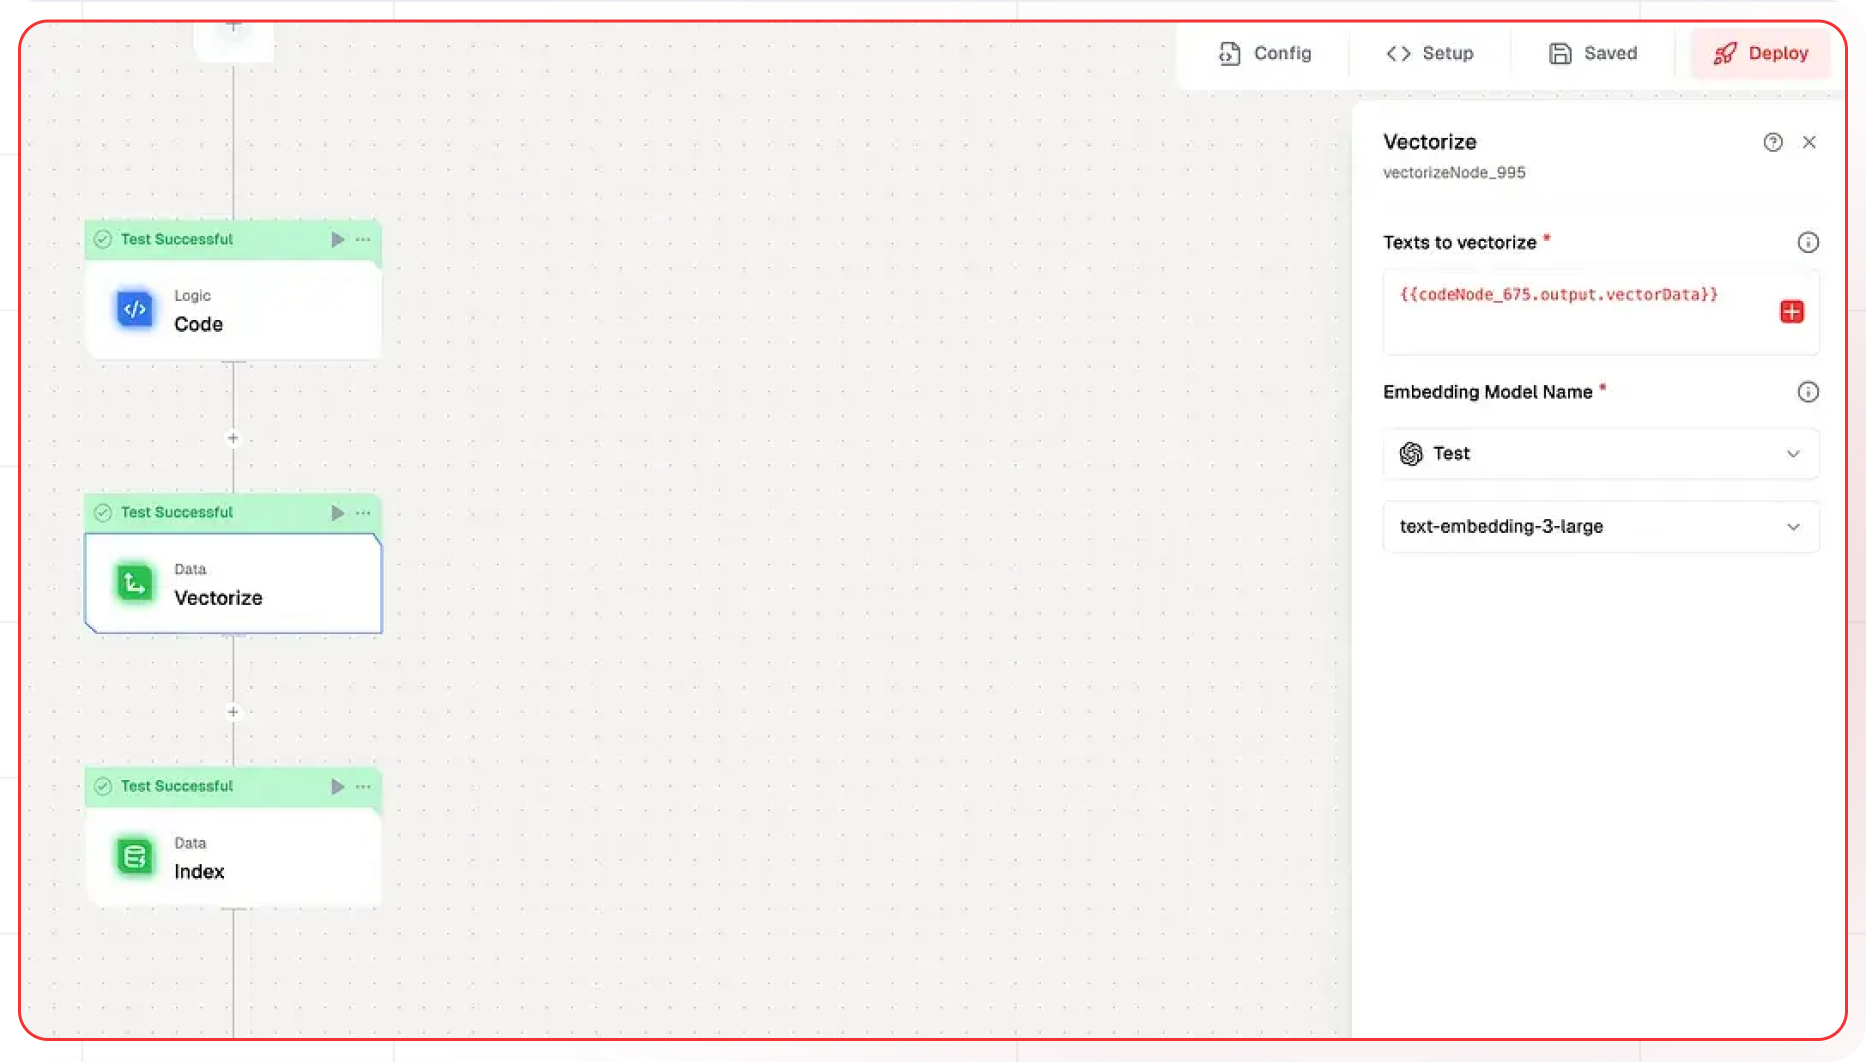 Config
Setup
Saved
Deploy
Test Successful
Logic
Code
Test Successful
Data
Vectorize
Test Successful
Data
Index
Vectorize
vectorizeNode_995
Texts to vectorize *
{{codeNode_675.output.vectorData}}
Embedding Model Name *
Test
text-embedding-3-large